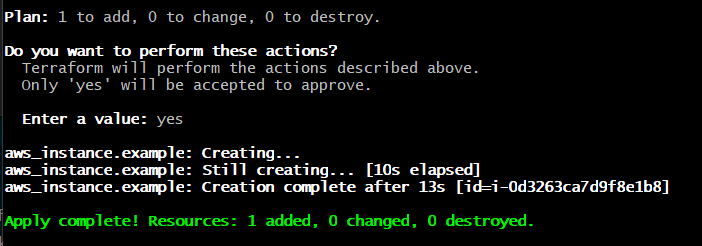 Plan: 1 to add, 0 to change, 0 to destroy.
Do you want to perform these actions?
Terraform will perform the actions described above.
Only 'yes' will be accepted to approve.
Enter a value: yes
aws_instance.example: Creating...
aws_instance.example: Still creating... [10s elapsed]
aws_instance.example: Creation complete after 13s [id=i-0d3263ca7d9f8e1b8]
Apply complete! Resources: 1 added, 0 changed, 0 destroyed.